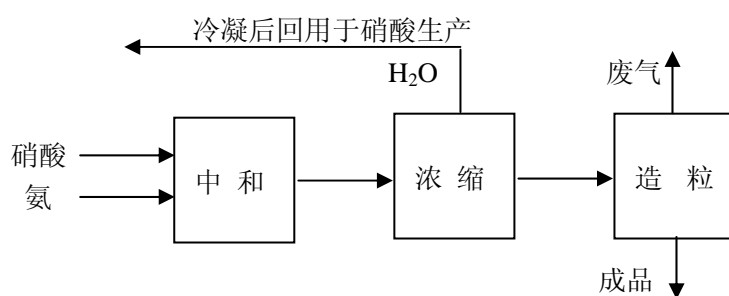 冷凝后回用于硝酸生产
H₂O
废气
硝酸
氨
中 和
浓 缩
造 粒
成品